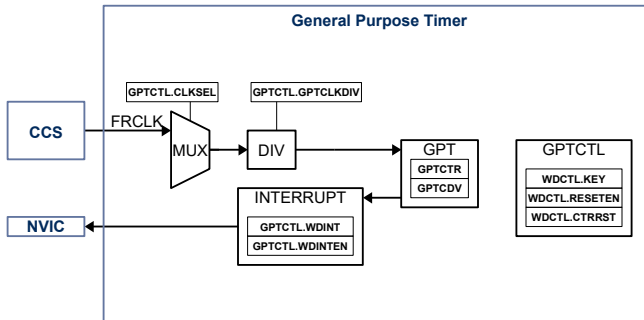 General Purpose Timer
GPTCTL.CLKSEL
GPTCTL.GPTCLKDIV
CCS
FRCLK
MUX
DIV
GPT
GPTCTR
GPTCDV
GPTCTL
WDCTL.KEY
WDCTL.RESETEN
WDCTL.CTRRST
INTERRUPT
GPTCTL.WDINT
GPTCTL.WDINTEN
NVIC